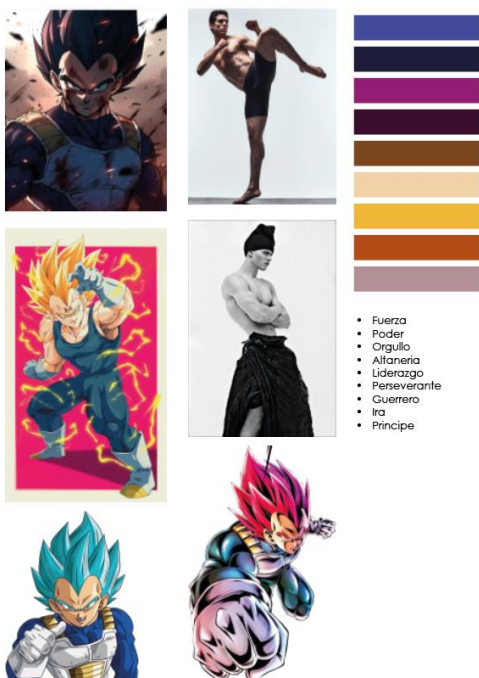 • Fuerza
• Poder
• Orgullo
• Altaneria
• Liderazgo
• Perseverante
• Guerrero
• Ira
• Principe